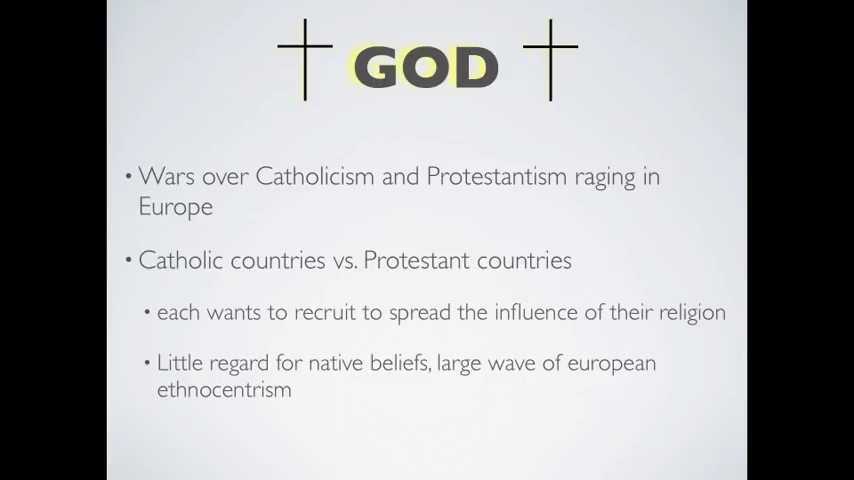 GOD
• Wars over Catholicism and Protestantism raging in
Europe
• Catholic countries vs. Protestant countries
• each wants to recruit to spread the influence of their religion
• Little regard for native beliefs, large wave of european
ethnocentrism